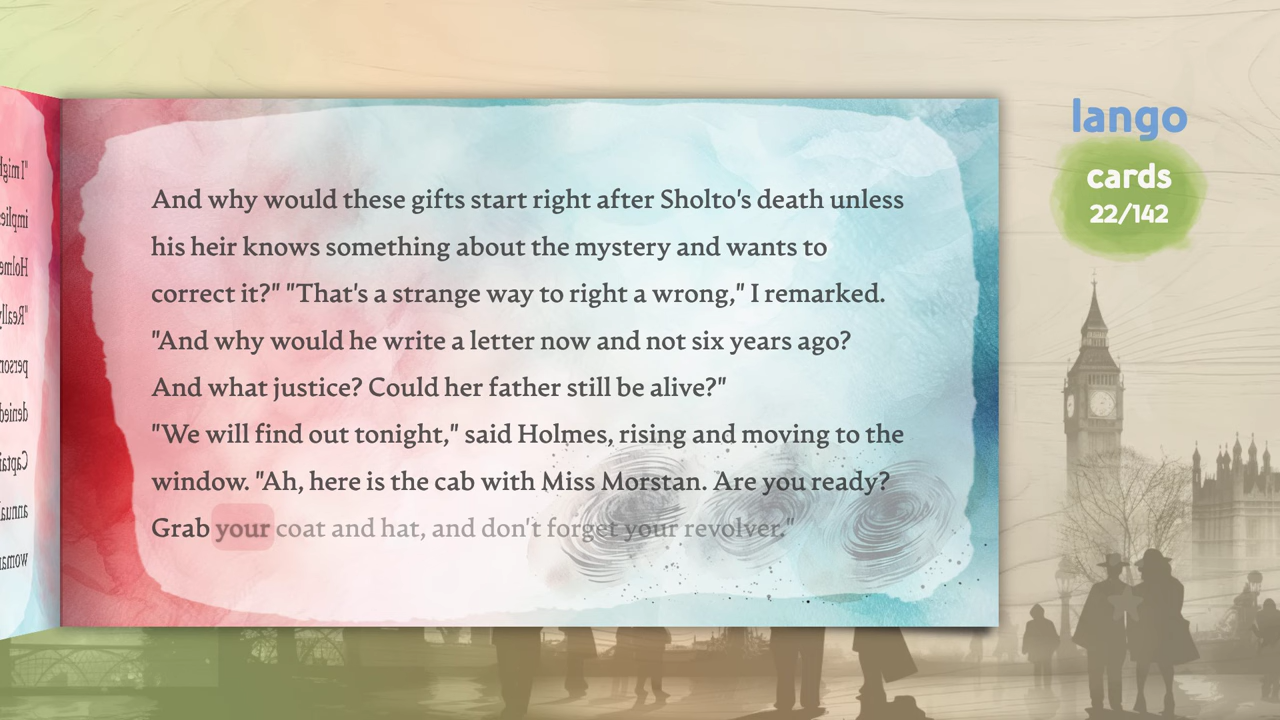 And why would these gifts start right after Sholto's death unless
his heir knows something about the mystery and wants to
correct it?" "That's a strange way to right a wrong," I remarked.
"And why would he write a letter now and not six years ago?
And what justice? Could her father still be alive?"
"We will find out tonight," said Holmes, rising and moving to the
window. "Ah, here is the cab with Miss Morstan. Are you ready?
Grab your coat and hat, and don't forget your revolver."
lango
cards
22/142